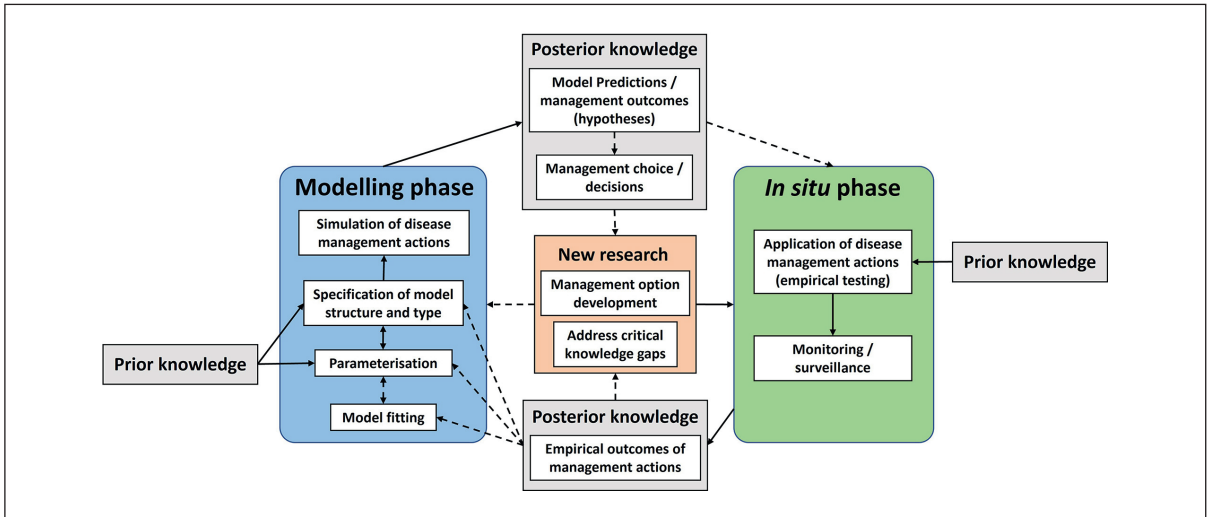 Posterior knowledge
Model Predictions /
management outcomes
(hypotheses)
Management choice /
decisions
Modelling phase
Simulation of disease
management actions
Specification of model
structure and type
Parameterisation
Model fitting
Prior knowledge
New research
Management option
development
Address critical
knowledge gaps
Posterior knowledge
Empirical outcomes of
management actions
In situ phase
Application of disease
management actions
(empirical testing)
Monitoring /
surveillance
Prior knowledge